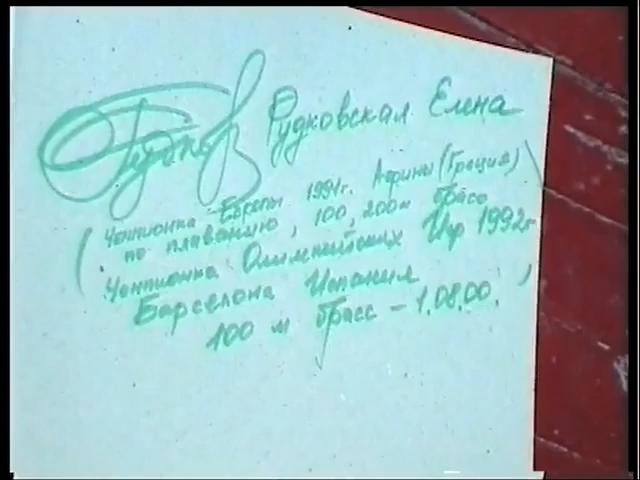 Рудковская Елена
(Чемпионка Европы 1991г. Афины (Греция)
по плаванию, 100, 200м брасс
Чемпионка Олимпийских Игр 1992г
Барселона Испания )
100 м брасс – 1.08.00.